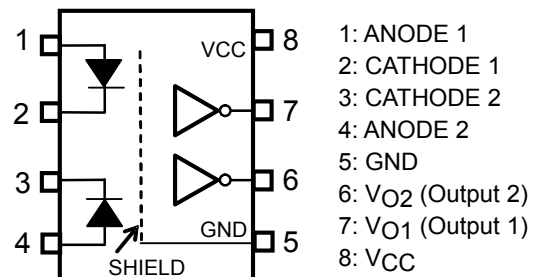 1
2
3
4
VCC
GND
SHIELD
8
7
6
5
1: ANODE 1
2: CATHODE 1
3: CATHODE 2
4: ANODE 2
5: GND
6: VO2 (Output 2)
7: VO1 (Output 1)
8: VCC